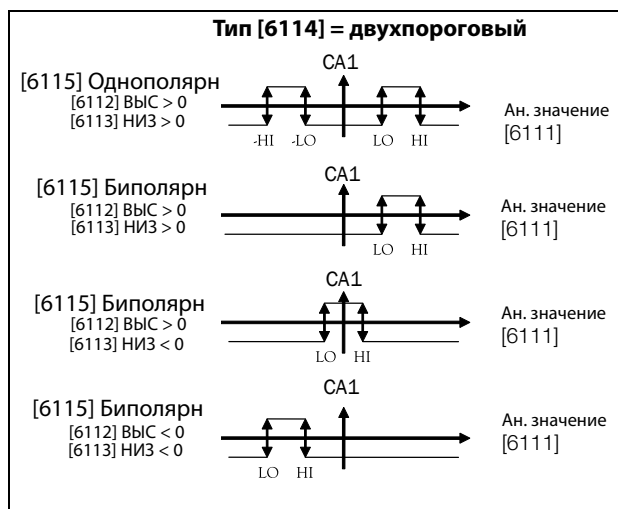 Тип [6114] = двухпороговый
CA1
[6115] Однополярн
[6112] ВЫС > 0
[6113] НИЗ > 0
-HI -LO LO HI
Ан. значение
[6111]
CA1
[6115] Биполярн
[6112] ВЫС > 0
[6113] НИЗ > 0
LO HI
Ан. значение
[6111]
CA1
[6115] Биполярн
[6112] ВЫС > 0
[6113] НИЗ < 0
LO HI
Ан. значение
[6111]
CA1
[6115] Биполярн
[6112] ВЫС < 0
[6113] НИЗ < 0
LO HI
Ан. значение
[6111]